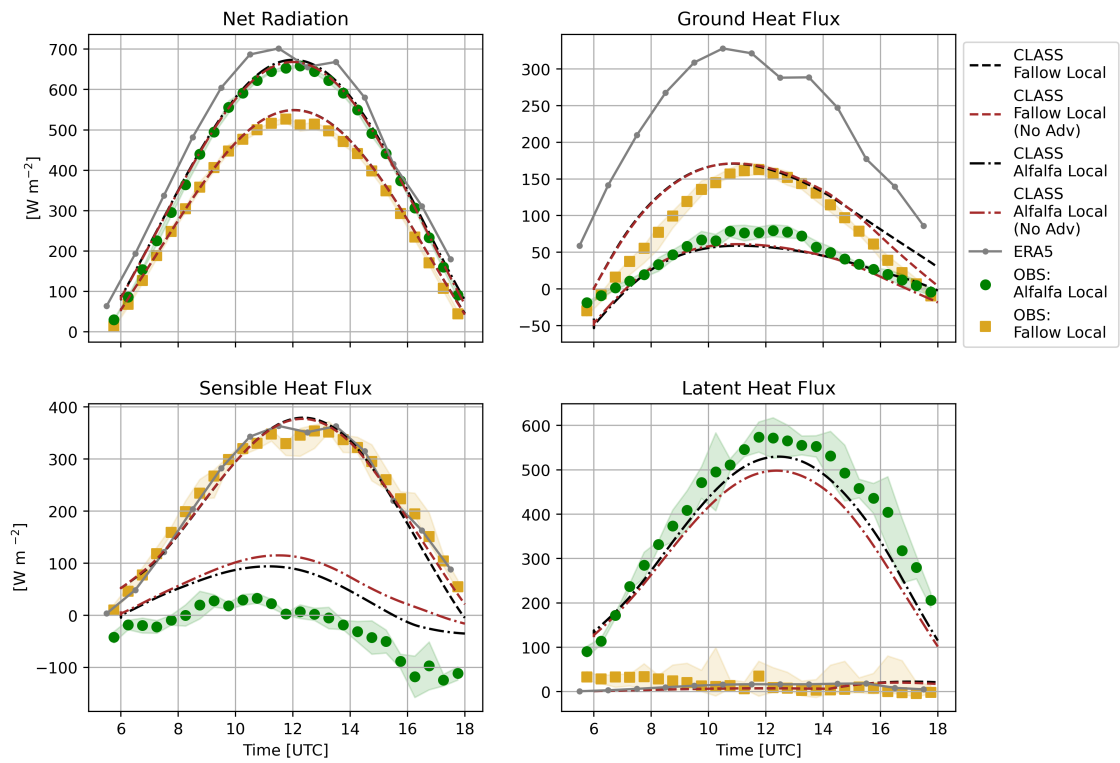 Net Radiation
700
600
500
400
300
200
100
0
[W m⁻²]
Ground Heat Flux
300
250
200
150
100
50
0
−50
CLASS
Fallow Local
CLASS
Fallow Local
(No Adv)
CLASS
Alfalfa Local
CLASS
Alfalfa Local
(No Adv)
ERA5
OBS:
Alfalfa Local
OBS:
Fallow Local
Sensible Heat Flux
400
300
200
100
0
−100
[W m⁻²]
6 8 10 12 14 16 18
Time [UTC]
Latent Heat Flux
600
500
400
300
200
100
0
6 8 10 12 14 16 18
Time [UTC]